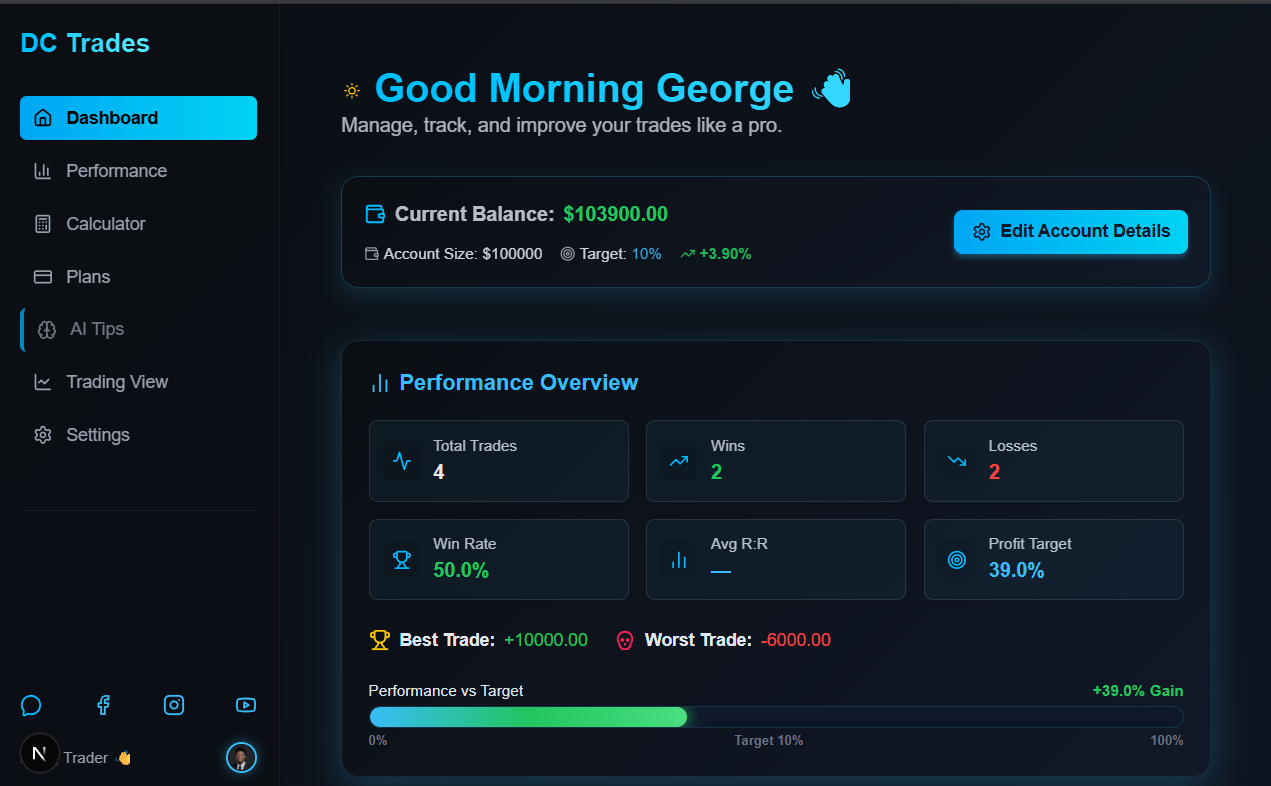 DC Trades
Dashboard
Performance
Calculator
Plans
AI Tips
Trading View
Settings
N
Trader 👋
Good Morning George 👋
Manage, track, and improve your trades like a pro.
Current Balance: $103900.00
Account Size: $100000 Target: 10% +3.90%
Edit Account Details
Performance Overview
Total Trades
4
Wins
2
Losses
2
Win Rate
50.0%
Avg R:R
—
Profit Target
39.0%
Best Trade: +10000.00 Worst Trade: -6000.00
Performance vs Target +39.0% Gain
0% Target 10% 100%